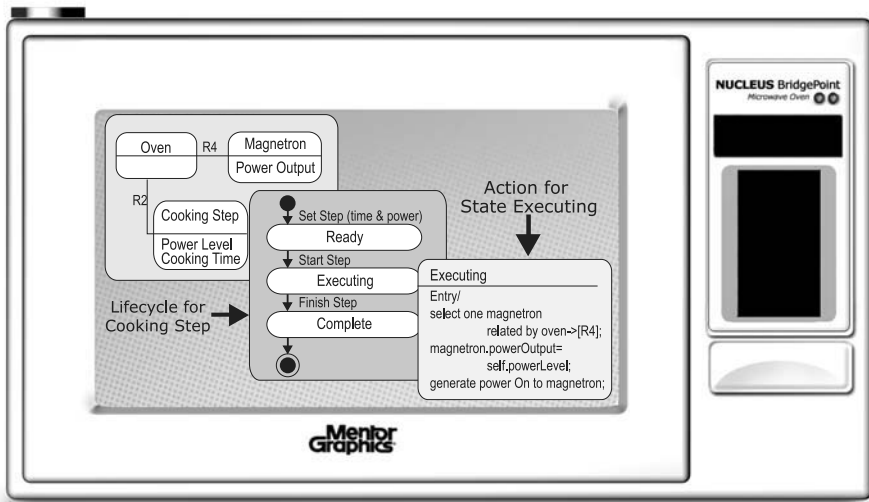 NUCLEUS BridgePoint
Microwave Oven
Oven
R4
Magnetron
Power Output
R2
Cooking Step
Power Level
Cooking Time
Set Step (time & power)
Ready
Start Step
Executing
Finish Step
Complete
Lifecycle for
Cooking Step
Action for
State Executing
Executing
Entry/
select one magnetron
related by oven->[R4];
magnetron.powerOutput=
self.powerLevel;
generate power On to magnetron;
Mentor
Graphics